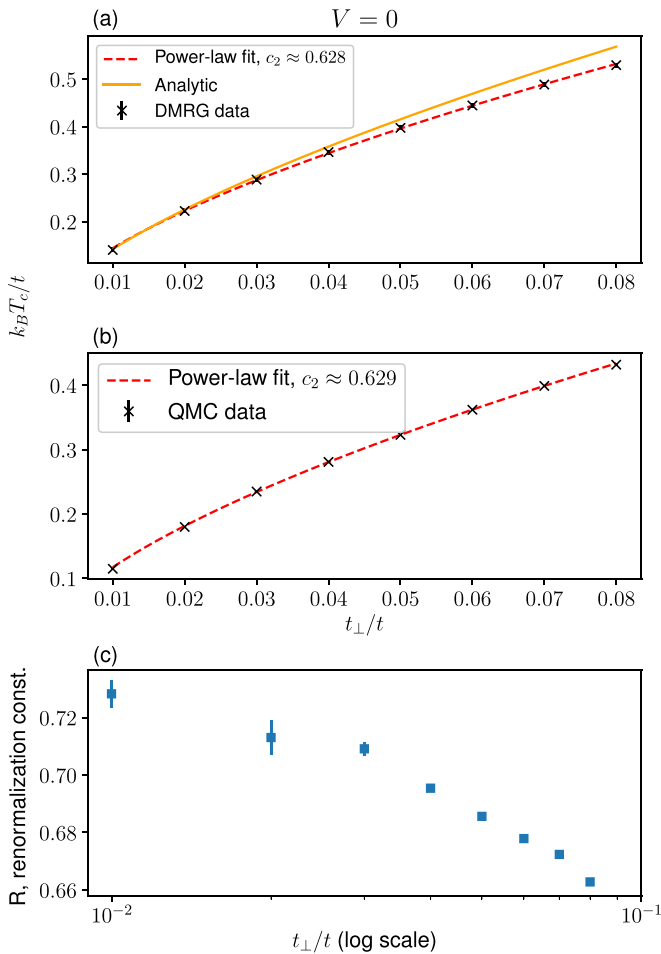 V = 0
(a)
Power-law fit, c₂ ≈ 0.628
Analytic
DMRG data
0.5
0.4
0.3
0.2
0.01 0.02 0.03 0.04 0.05 0.06 0.07 0.08
k_B T_c/t
(b)
Power-law fit, c₂ ≈ 0.629
QMC data
0.4
0.3
0.2
0.1
0.01 0.02 0.03 0.04 0.05 0.06 0.07 0.08
t⊥/t
(c)
R, renormalization const.
0.72
0.70
0.68
0.66
10⁻² 10⁻¹
t⊥/t (log scale)